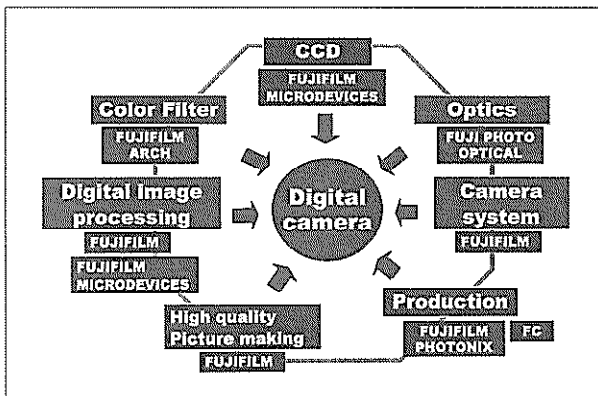 CCD
FUJIFILM
MICRODEVICES
Color Filter
FUJIFILM
ARCH
Optics
FUJI PHOTO
OPTICAL
Digital Image
processing
FUJIFILM
FUJIFILM
MICRODEVICES
Digital
camera
Camera
system
FUJIFILM
High quality
Picture making
FUJIFILM
Production
FUJIFILM
PHOTONIX
FC